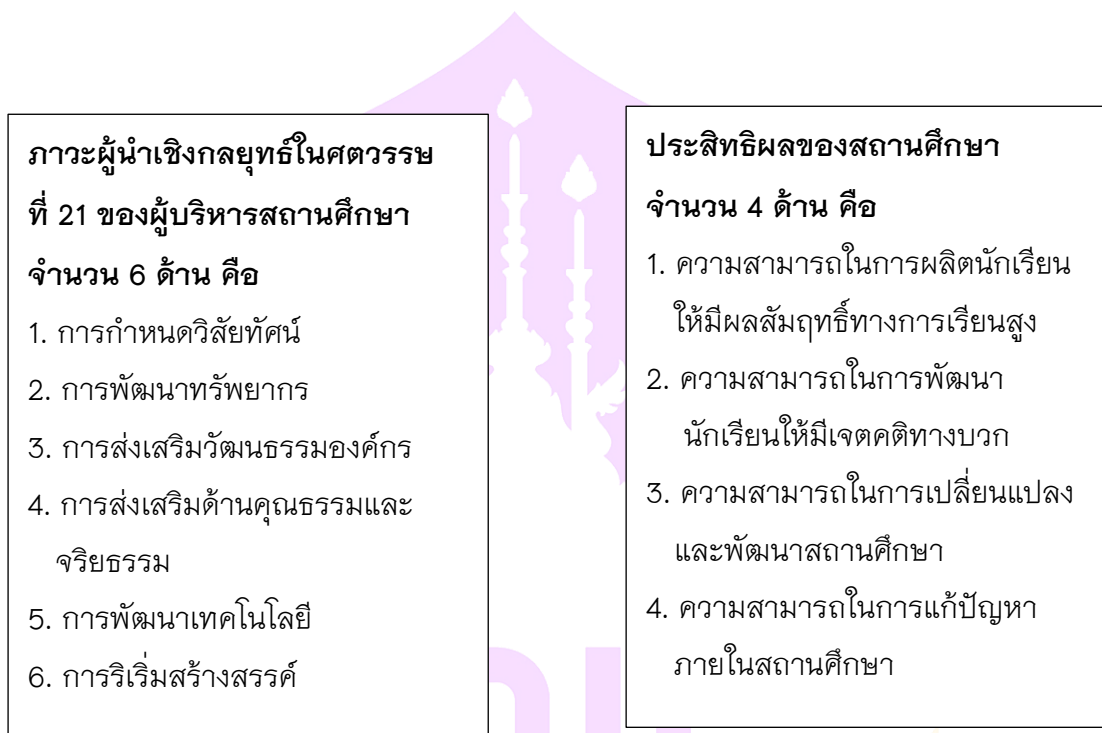 ภาวะผู้นำเชิงกลยุทธ์ในศตวรรษ
ที่ 21 ของผู้บริหารสถานศึกษา
จำนวน 6 ด้าน คือ
1. การกำหนดวิสัยทัศน์
2. การพัฒนาทรัพยากร
3. การส่งเสริมวัฒนธรรมองค์กร
4. การส่งเสริมด้านคุณธรรมและ
จริยธรรม
5. การพัฒนาเทคโนโลยี
6. การริเริ่มสร้างสรรค์
ประสิทธิผลของสถานศึกษา
จำนวน 4 ด้าน คือ
1. ความสามารถในการผลิตนักเรียน
ให้มีผลสัมฤทธิ์ทางการเรียนสูง
2. ความสามารถในการพัฒนา
นักเรียนให้มีเจตคติทางบวก
3. ความสามารถในการเปลี่ยนแปลง
และพัฒนาสถานศึกษา
4. ความสามารถในการแก้ปัญหา
ภายในสถานศึกษา